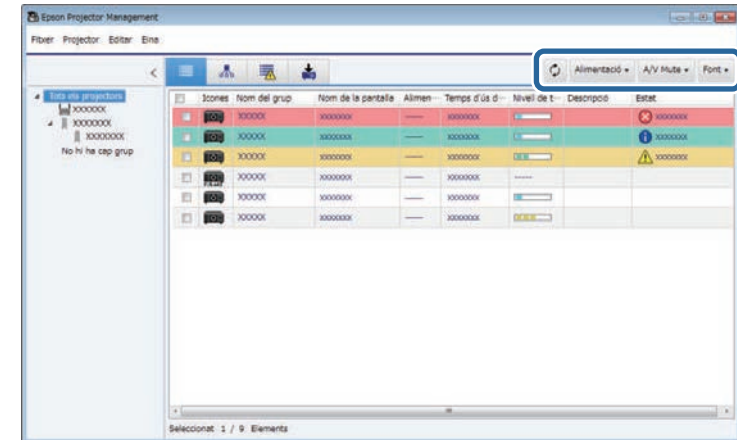 Epson Projector Management
Fitxer Projector Editar Eina
Alimentació A/V Mute Font
Tots els projectors
XXXXXX
XXXXXXX
XXXXXXX
No hi ha cap grup
Icones Nom del grup Nom de la pantalla Alimen··· Temps d'ús d··· Nivell de t··· Descripció Estat
XXXXX XXXXXXX ---- XXXXXXX XXXXXXX
XXXXX XXXXXXX ---- XXXXXXX XXXXXXX
XXXXX XXXXXXX ---- XXXXXXX XXXXXXX
XXXXX XXXXXXX ---- XXXXXXX -----
XXXXX XXXXXXX ---- XXXXXXX
XXXXX XXXXXXX ---- XXXXXXX
Seleccionat 1 / 9 Elements